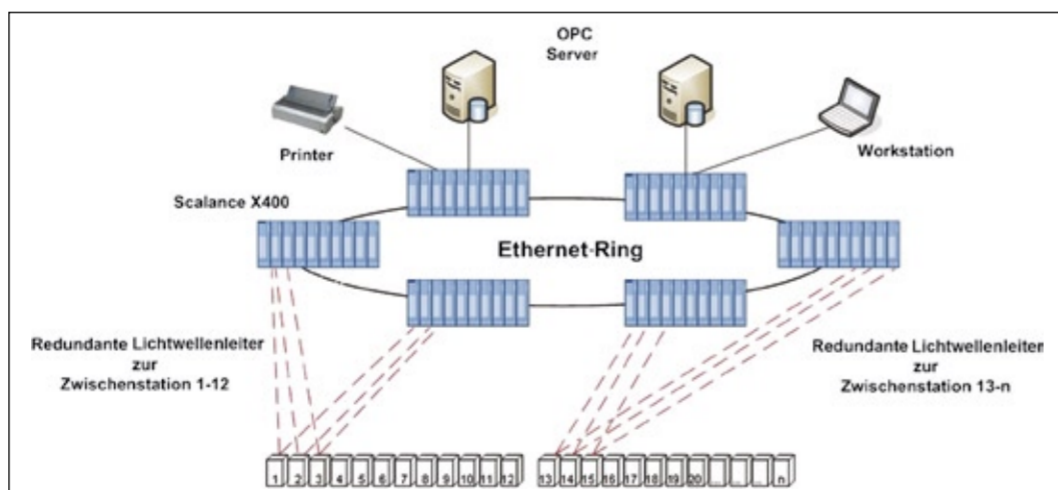 OPC
Server
Printer
Workstation
Scalance X400
Ethernet-Ring
Redundante Lichtwellenleiter
zur
Zwischenstation 1-12
Redundante Lichtwellenleiter
zur
Zwischenstation 13-n
1 2 3 4 5 6 7 8 9 10 11 12
13 14 15 16 17 18 19 20 ... ... ... n